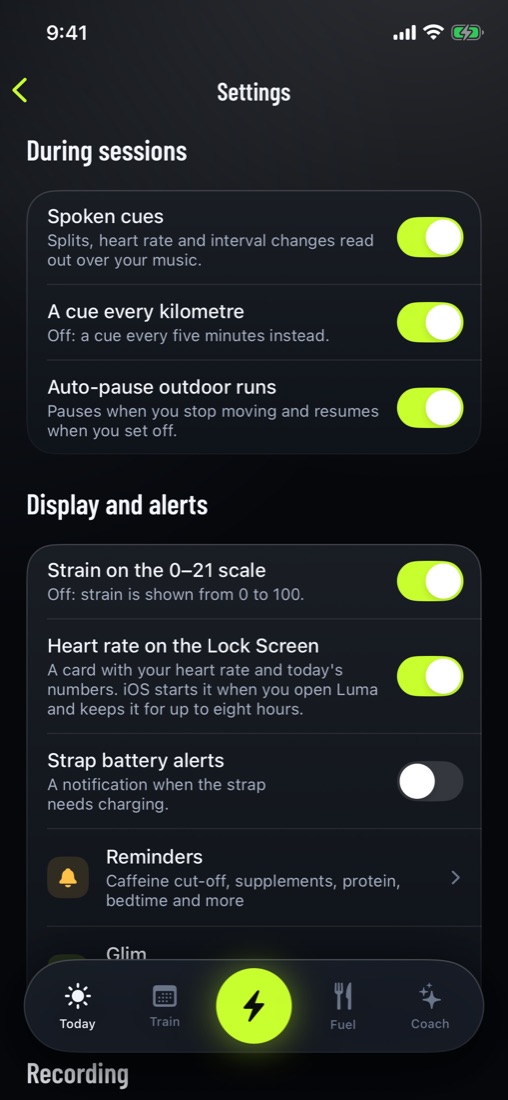 9:41
Settings
During sessions
Spoken cues
Splits, heart rate and interval changes read
out over your music.
A cue every kilometre
Off: a cue every five minutes instead.
Auto-pause outdoor runs
Pauses when you stop moving and resumes
when you set off.
Display and alerts
Strain on the 0–21 scale
Off: strain is shown from 0 to 100.
Heart rate on the Lock Screen
A card with your heart rate and today's
numbers. iOS starts it when you open Luma
and keeps it for up to eight hours.
Strap battery alerts
A notification when the strap
needs charging.
Reminders
Caffeine cut-off, supplements, protein,
bedtime and more
Glim
Today
Train
Fuel
Coach
Recording